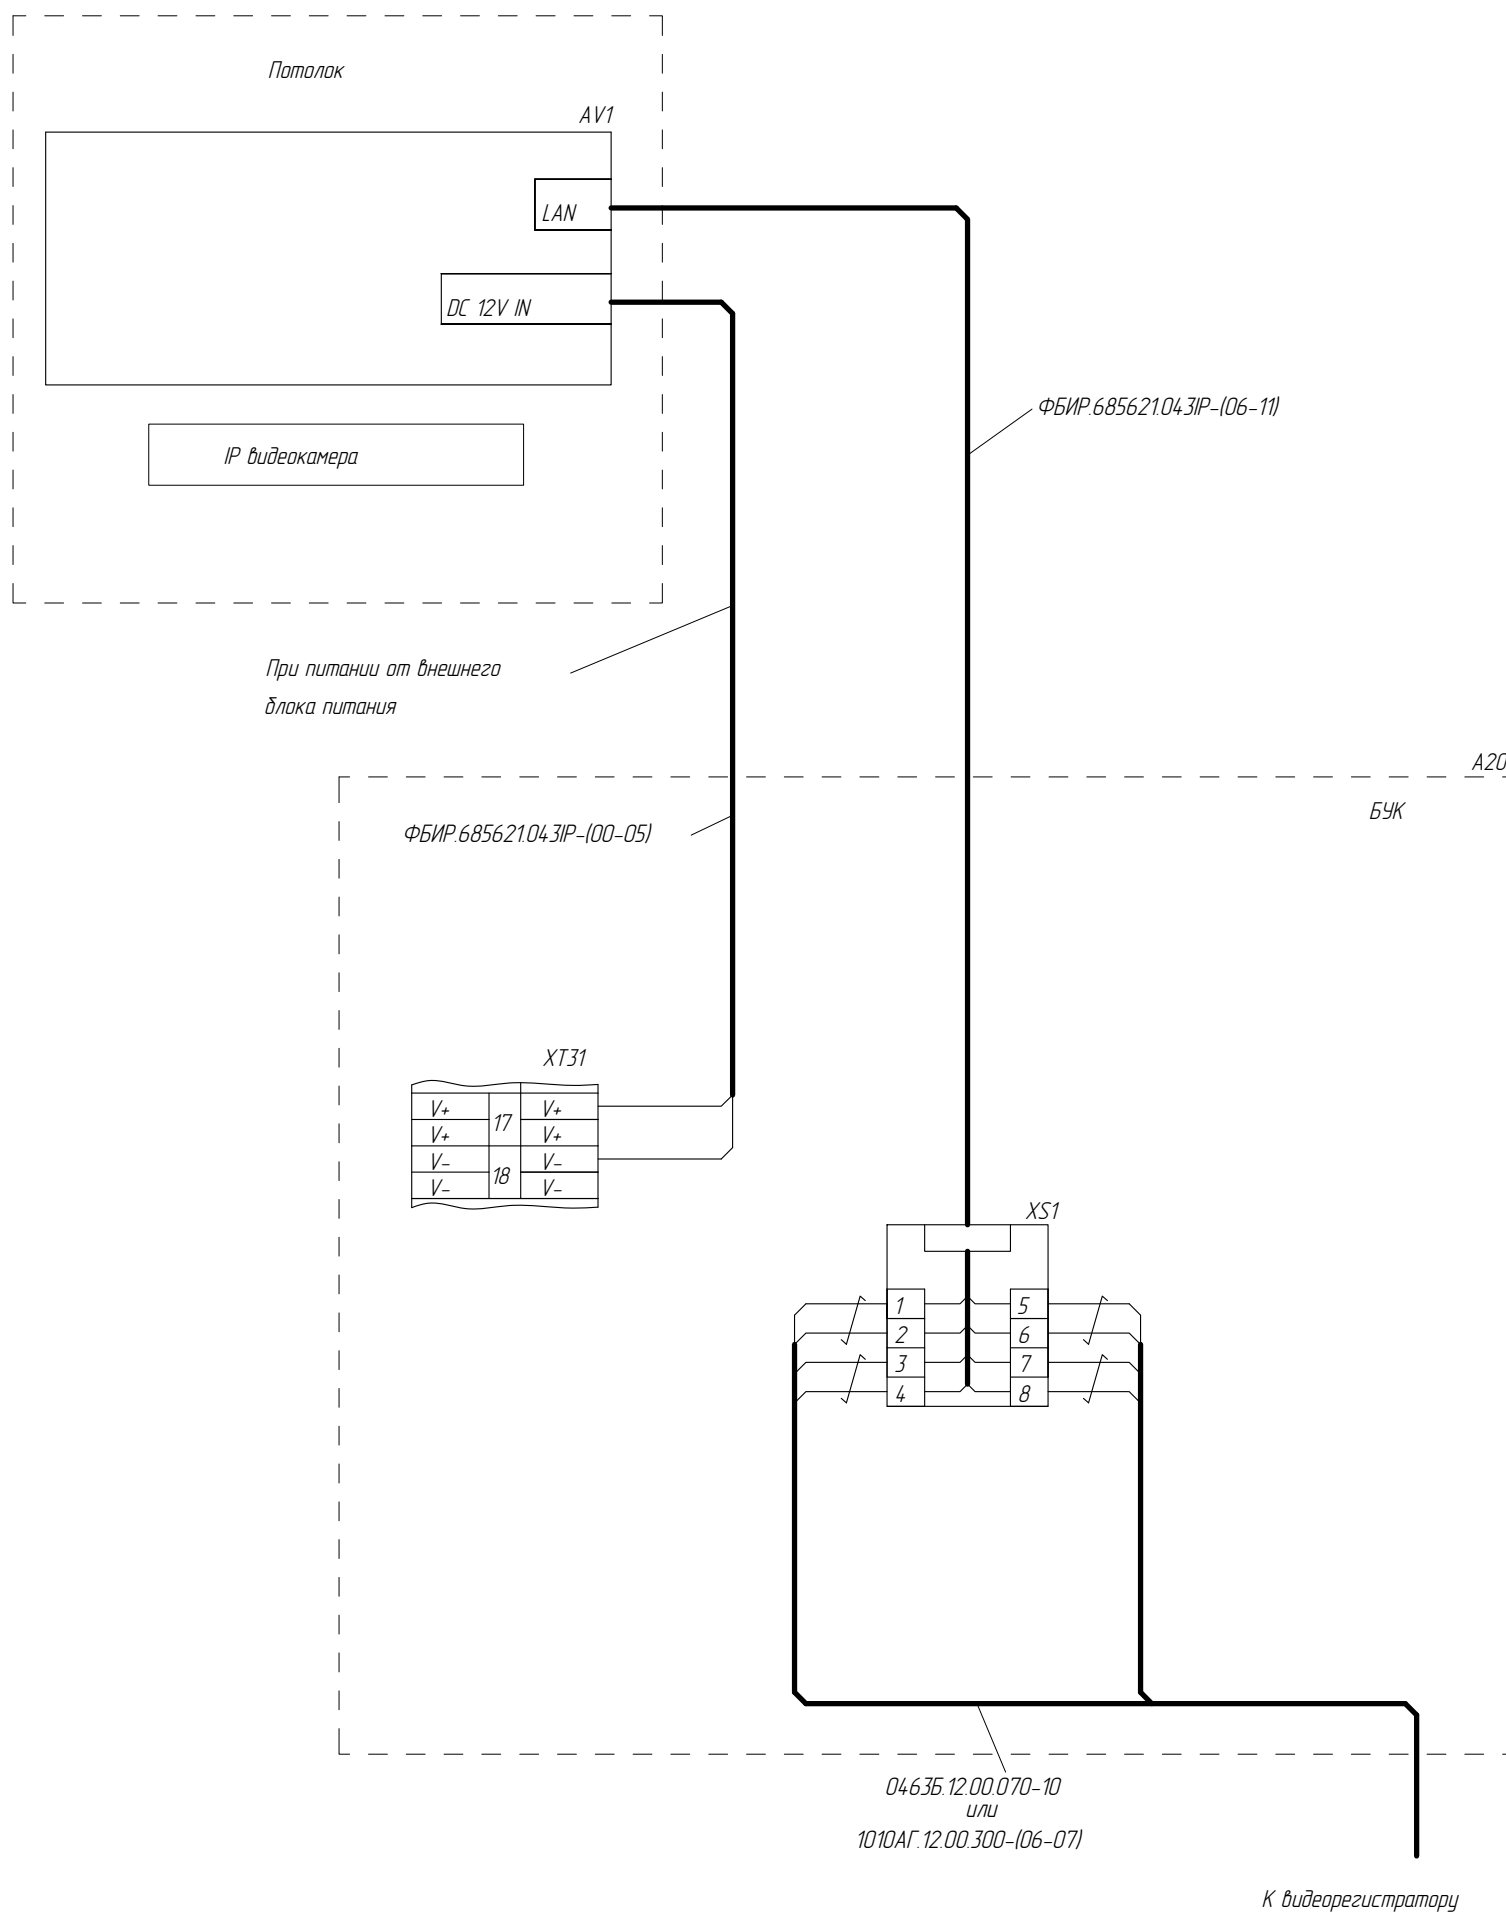 Потолок
AV1
LAN
DC 12V IN
ФБИР.685621.043IP-(06-11)
IP видеокамера
При питании от внешнего
блока питания
A20
БУК
ФБИР.685621.043IP-(00-05)
XT31
V+ 17 V+
V+ V+
V- 18 V-
V- V-
XS1
1 5
2 6
3 7
4 8
0463Б.12.00.070-10
или
1010АГ.12.00.300-(06-07)
К видеорегистратору